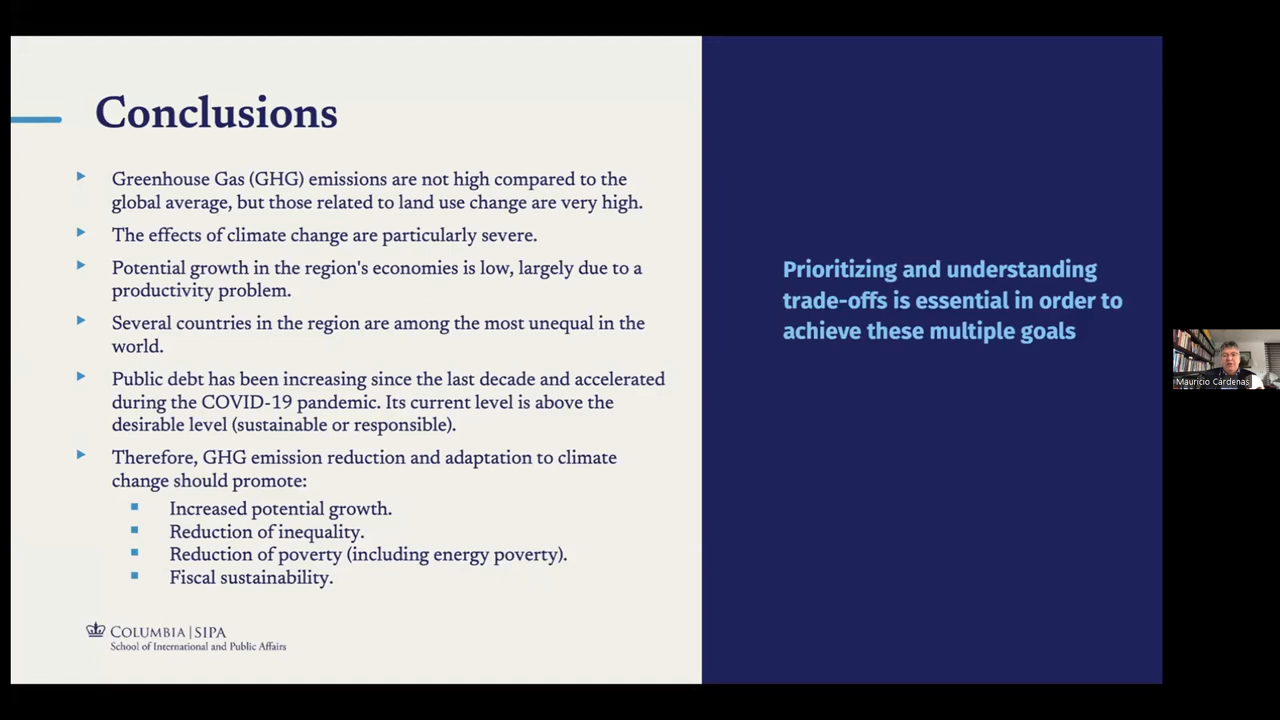 Conclusions
Greenhouse Gas (GHG) emissions are not high compared to the
global average, but those related to land use change are very high.
The effects of climate change are particularly severe.
Potential growth in the region's economies is low, largely due to a
productivity problem.
Several countries in the region are among the most unequal in the
world.
Public debt has been increasing since the last decade and accelerated
during the COVID-19 pandemic. Its current level is above the
desirable level (sustainable or responsible).
Therefore, GHG emission reduction and adaptation to climate
change should promote:
Increased potential growth.
Reduction of inequality.
Reduction of poverty (including energy poverty).
Fiscal sustainability.
COLUMBIA | SIPA
School of International and Public Affairs
Prioritizing and understanding
trade-offs is essential in order to
achieve these multiple goals
Mauricio Cárdenas